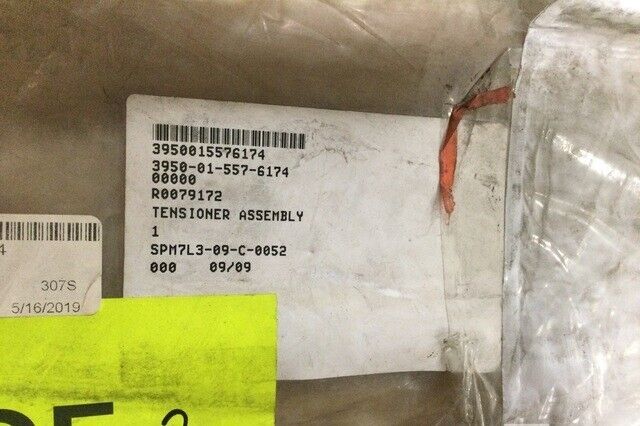 3950015576174
3950-01-557-6174
00000
R0079172
TENSIONER ASSEMBLY
1
SPM7L3-09-C-0052
000 09/09
4
307S
5/16/2019